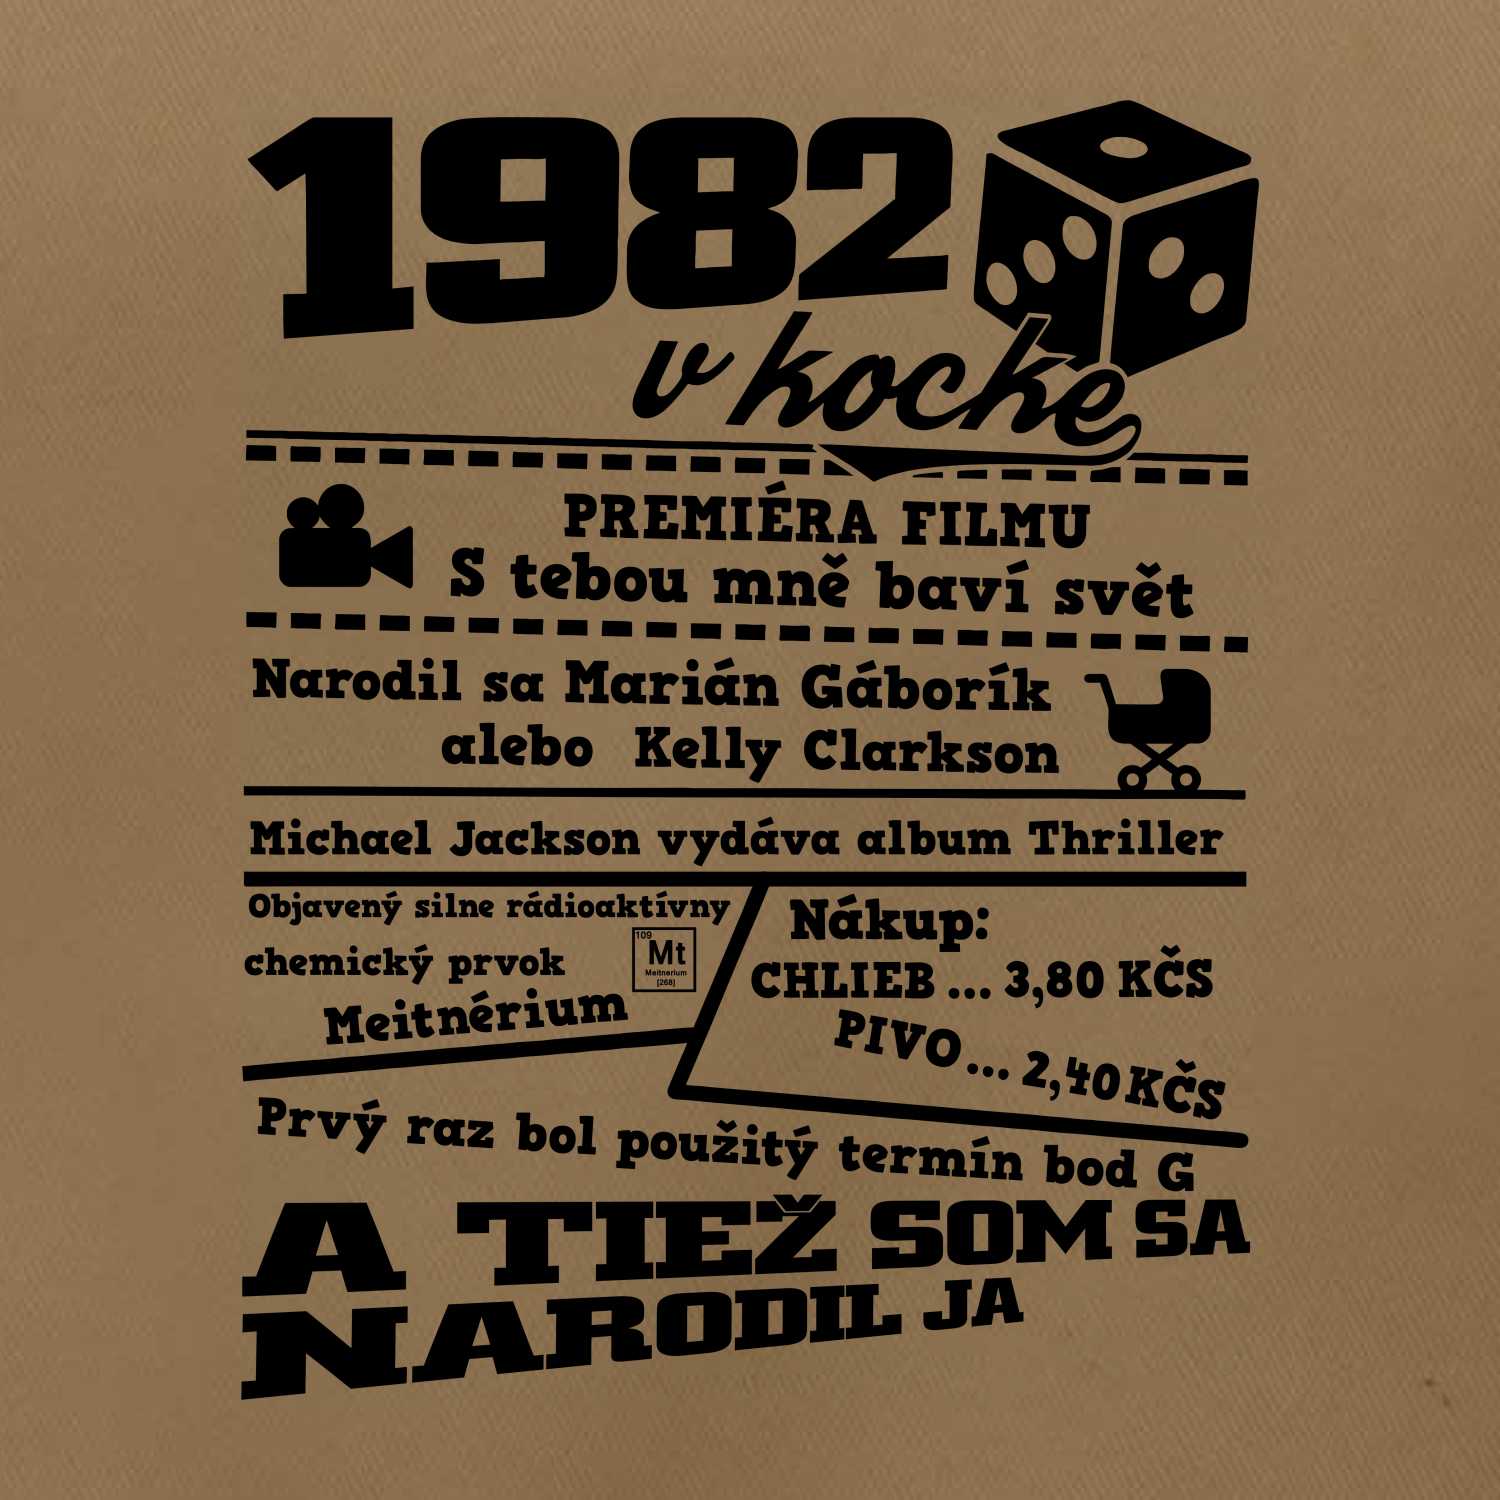 1982
v kocke
PREMIÉRA FILMU
S tebou mně baví svět
Narodil sa Marián Gáborík
alebo Kelly Clarkson
Michael Jackson vydáva album Thriller
Objavený silne rádioaktívny
chemický prvok
109
Mt
Meitnerium
[268]
Meitnérium
Nákup:
CHLIEB ... 3,80 KČS
PIVO ... 2,40 KČS
Prvý raz bol použitý termín bod G
A TIEŽ SOM SA
NARODIL JA